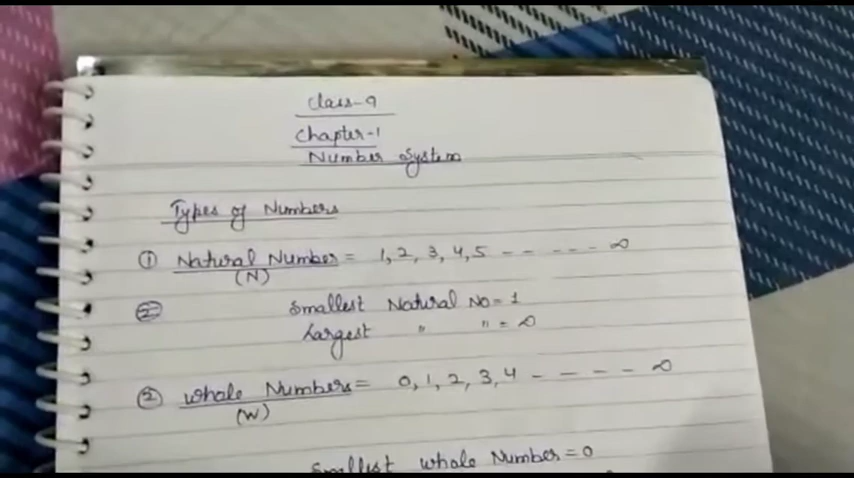 Class-9
Chapter-1
Number System
Types of Numbers
① Natural Number = 1, 2, 3, 4, 5 - - - - - ∞
(N)
② Smallest Natural No = 1
Largest " " = ∞
② Whole Numbers = 0, 1, 2, 3, 4 - - - - ∞
(W)
Smallest whole Number = 0